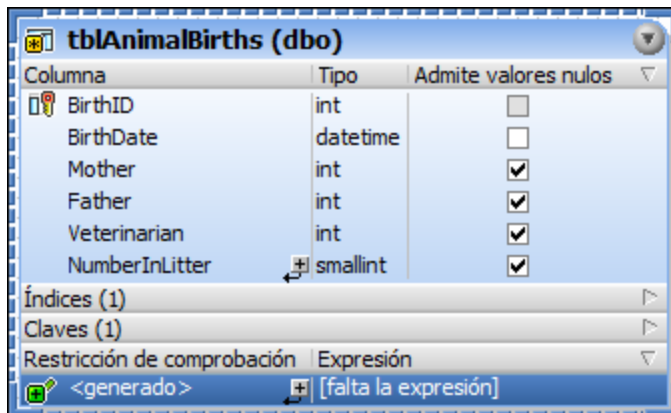 tblAnimalBirths (dbo)
Columna Tipo Admite valores nulos
BirthID int
BirthDate datetime
Mother int
Father int
Veterinarian int
NumberInLitter smallint
Índices (1)
Claves (1)
Restricción de comprobación Expresión
<generado> [falta la expresión]